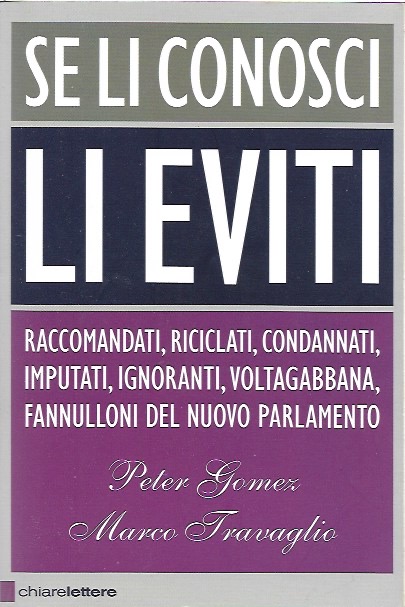 SE LI CONOSCI
LI EVITI
RACCOMANDATI, RICICLATI, CONDANNATI,
IMPUTATI, IGNORANTI, VOLTAGABBANA,
FANNULLONI DEL NUOVO PARLAMENTO
Peter Gomez
Marco Travaglio
chiarelettere